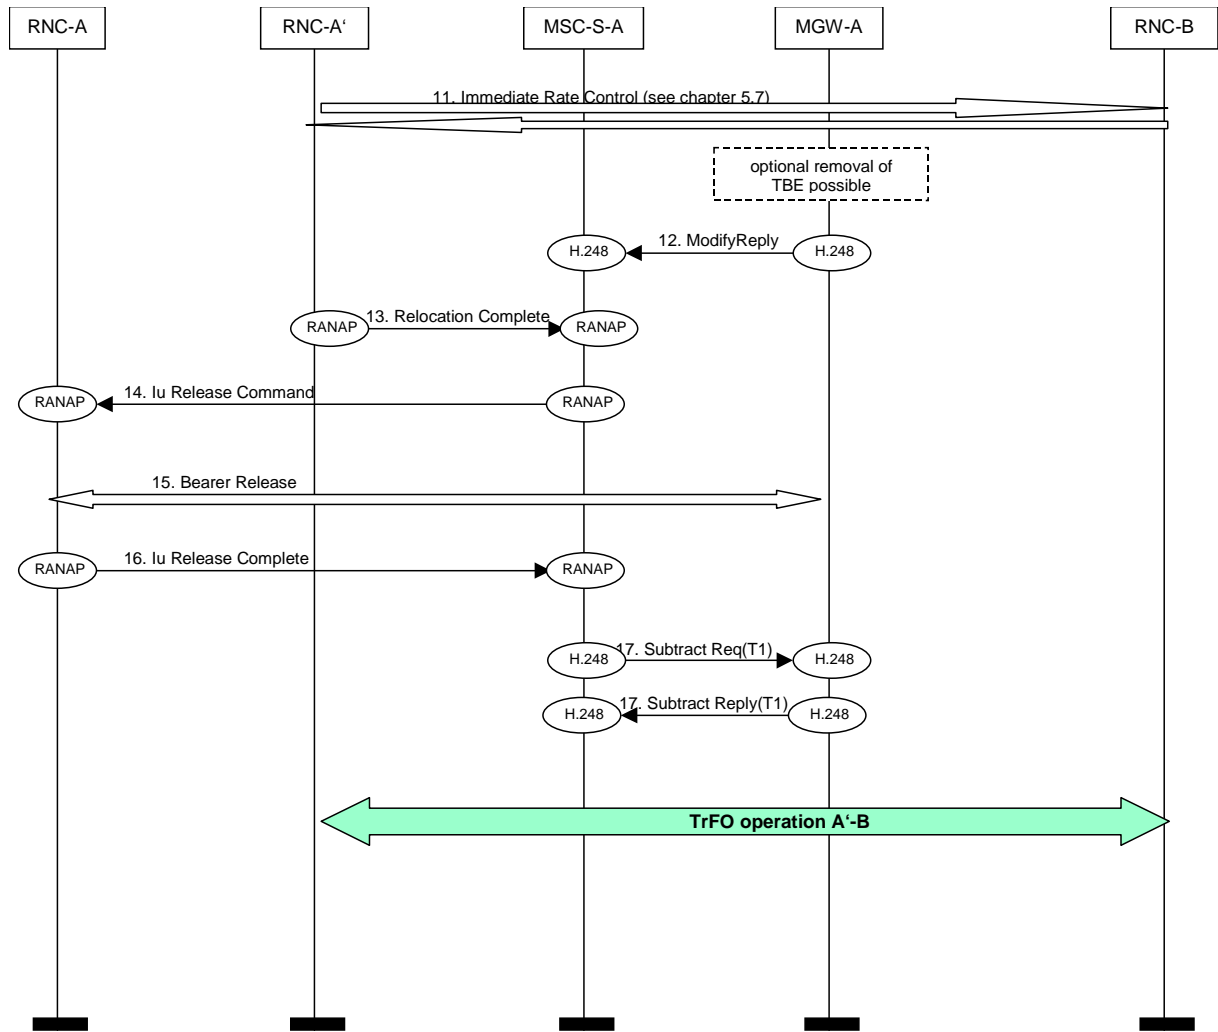 RNC-A
RNC-A‘
MSC-S-A
MGW-A
RNC-B
11. Immediate Rate Control (see chapter 5.7)
optional removal of
TBE possible
H.248
12. ModifyReply
H.248
RANAP
13. Relocation Complete
RANAP
RANAP
14. Iu Release Command
RANAP
15. Bearer Release
RANAP
16. Iu Release Complete
RANAP
H.248
17. Subtract Req(T1)
H.248
H.248
17. Subtract Reply(T1)
H.248
TrFO operation A‘-B